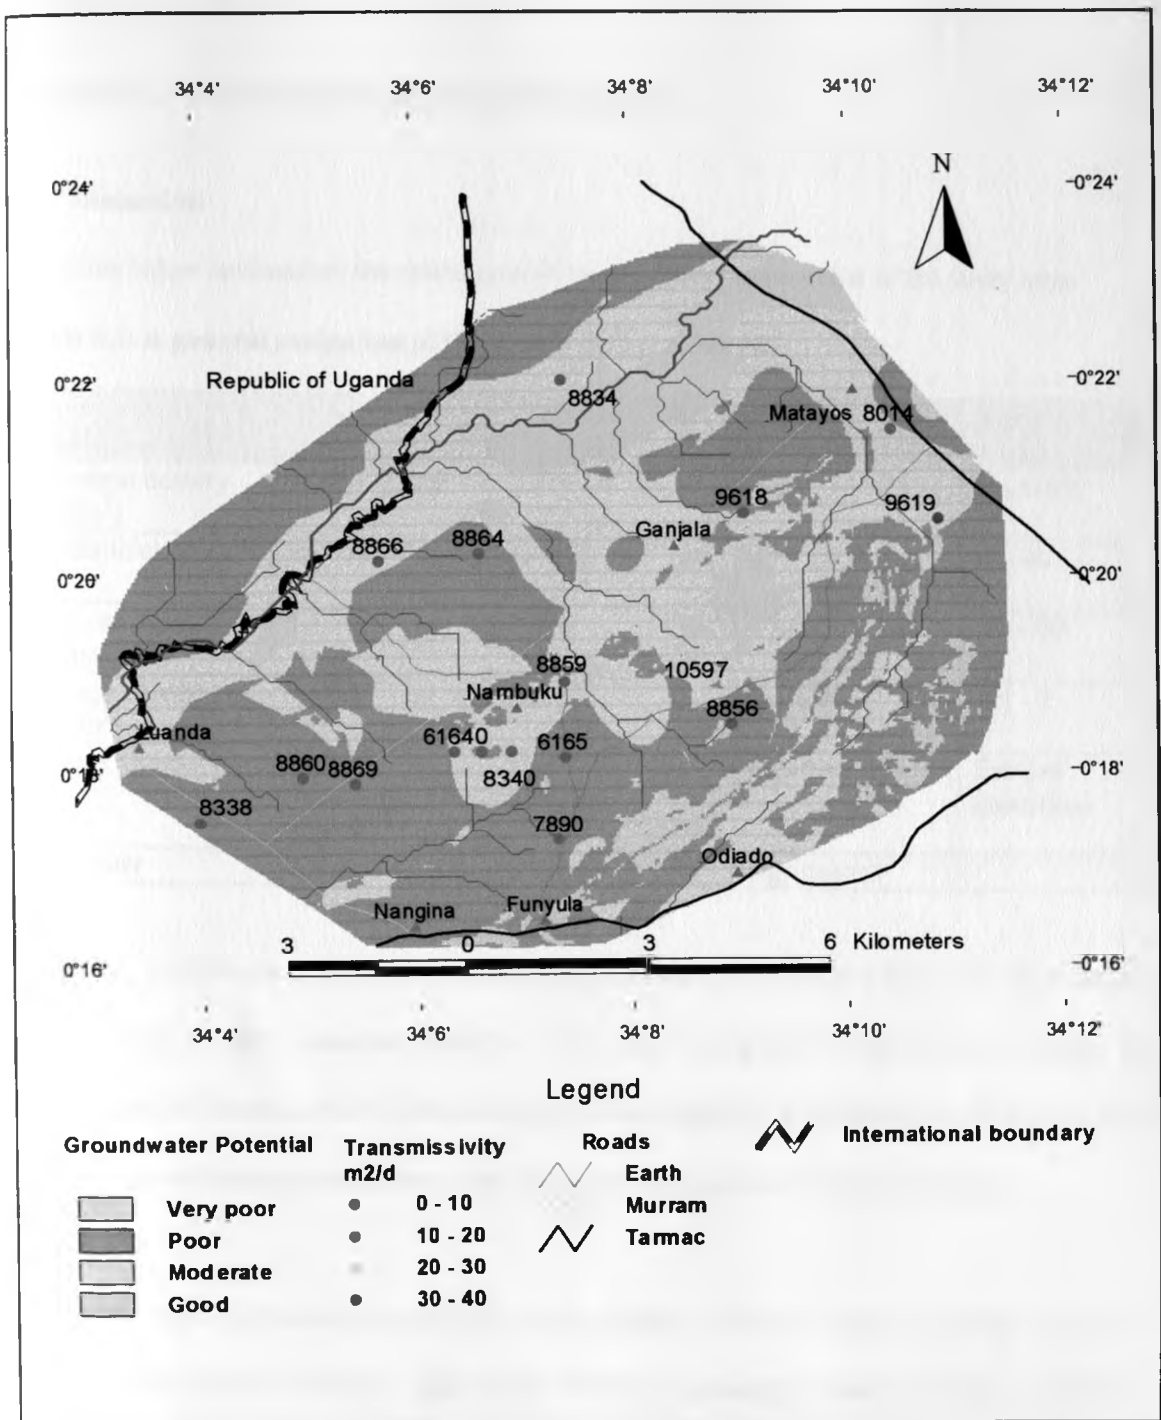 34°4' 34°6' 34°8' 34°10' 34°12'
N
0°24' 0°24'
Republic of Uganda
0°22' 0°22'
8834
Matayos 8014
9618 9619
Ganjala
8866 8864
0°20' 0°20'
8859 10597
Nambuku
8856
Luanda
61640 6165
8860 8869 8340
0°18' 0°18'
8338
7890
Odiado
Nangina Funyula
3 0 3 6 Kilometers
0°16' 0°16'
34°4' 34°6' 34°8' 34°10' 34°12'
Legend
Groundwater Potential
Very poor
Poor
Moderate
Good
Transmissivity
m2/d
0 - 10
10 - 20
20 - 30
30 - 40
Roads
Earth
Murram
Tarmac
International boundary